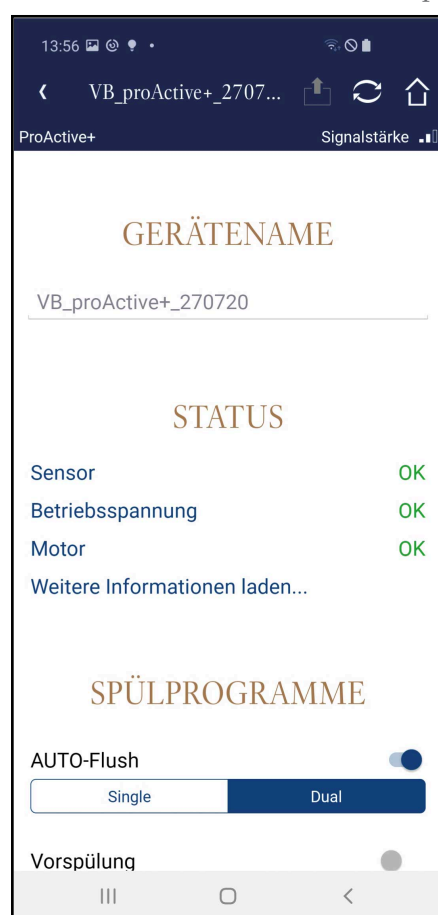 13:56
VB_proActive+_2707...
ProActive+ Signalstärke
GERÄTENAME
VB_proActive+_270720
STATUS
Sensor OK
Betriebsspannung OK
Motor OK
Weitere Informationen laden...
SPÜLPROGRAMME
AUTO-Flush
Single Dual
Vorspülung